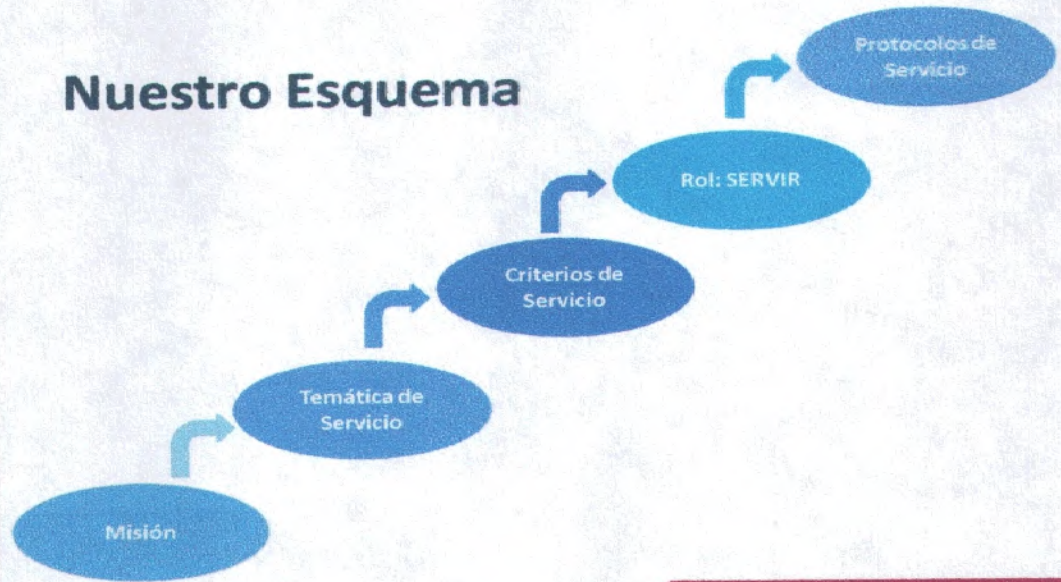 Nuestro Esquema
Protocolos de
Servicio
Rol: SERVIR
Criterios de
Servicio
Temática de
Servicio
Misión